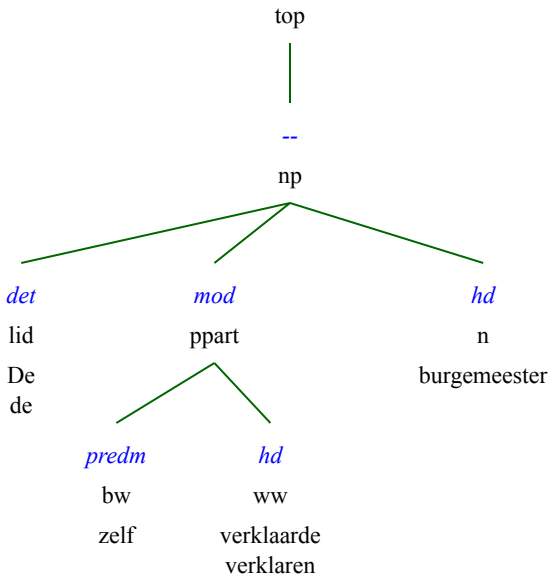 top
--
np
det mod hd
lid ppart n
De burgemeester
de
predm hd
bw ww
zelf verklaarde
verklaren